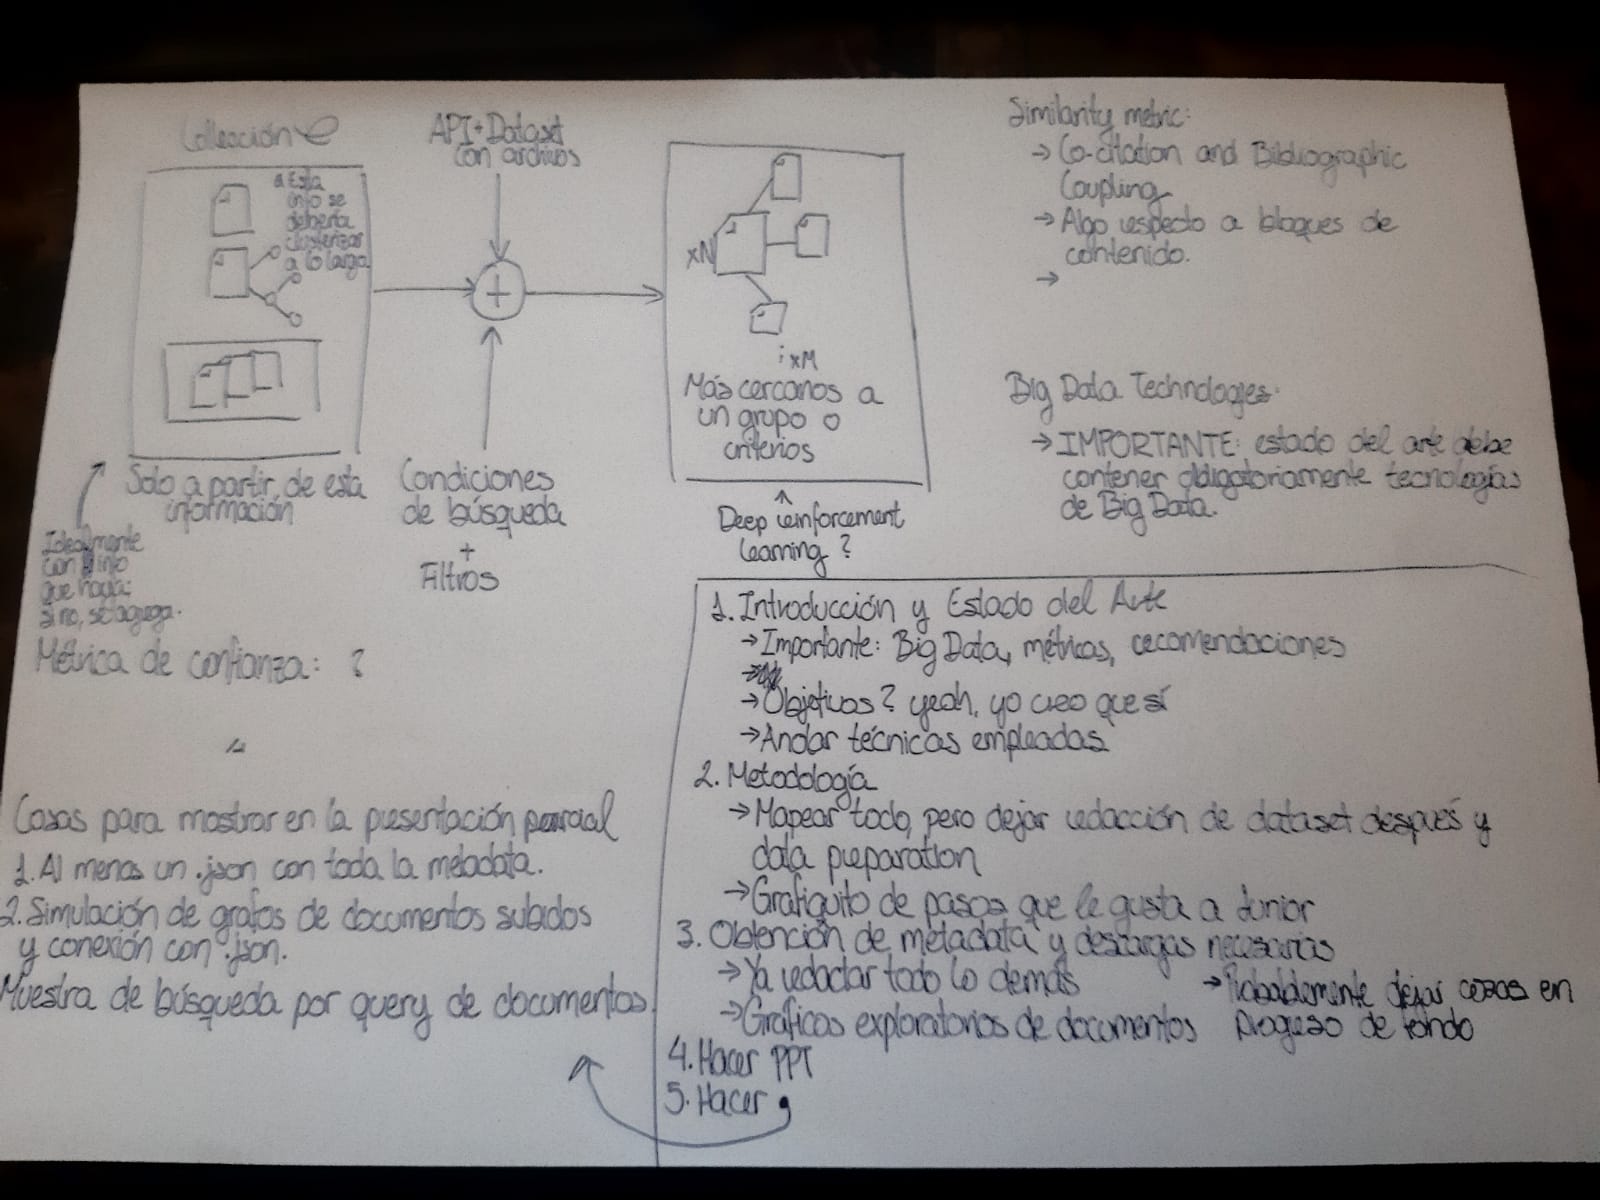 Collección
¿Esta
info se
debería
clusterizar
a lo largo
Solo a partir de esta
información
Idealmente
con info
que haya;
si no, se agrega.
Métrica de confianza: ?
API+Dataset
con archivos
+
Condiciones
de búsqueda
+
Filtros
xN
xM
Más cercanos a
un grupo o
criterios
Deep reinforcement
learning?
Similarity metric:
→ Co-citation and Bibliographic
Coupling
→ Algo respecto a bloques de
contenido.
→
Big Data Technologies:
→ IMPORTANTE: estado del arte debe
contener obligatoriamente tecnologías
de Big Data.
Cosas para mostrar en la presentación parcial
1. Al menos un .json con toda la metadata.
2. Simulación de grafos de documentos subidos
y conexión con .json.
Muestra de búsqueda por query de documentos.
1. Introducción y Estado del Arte
→ Importante: Big Data, métricas, recomendaciones
→ Objetivos? yeah, yo creo que sí
→ técnicas empleadas
2. Metodología
→ Mapear todo, pero dejar redacción de dataset después y
data preparation
→ Grafiquito de pasos que le gusta a Junior
3. Obtención de metadata y descargas necesarias
→ Ya redactar todo lo demás
→ Gráficos exploratorios de documentos
→ Probablemente dejar cosas en
progreso de fondo
4. Hacer PPT
5. Hacer